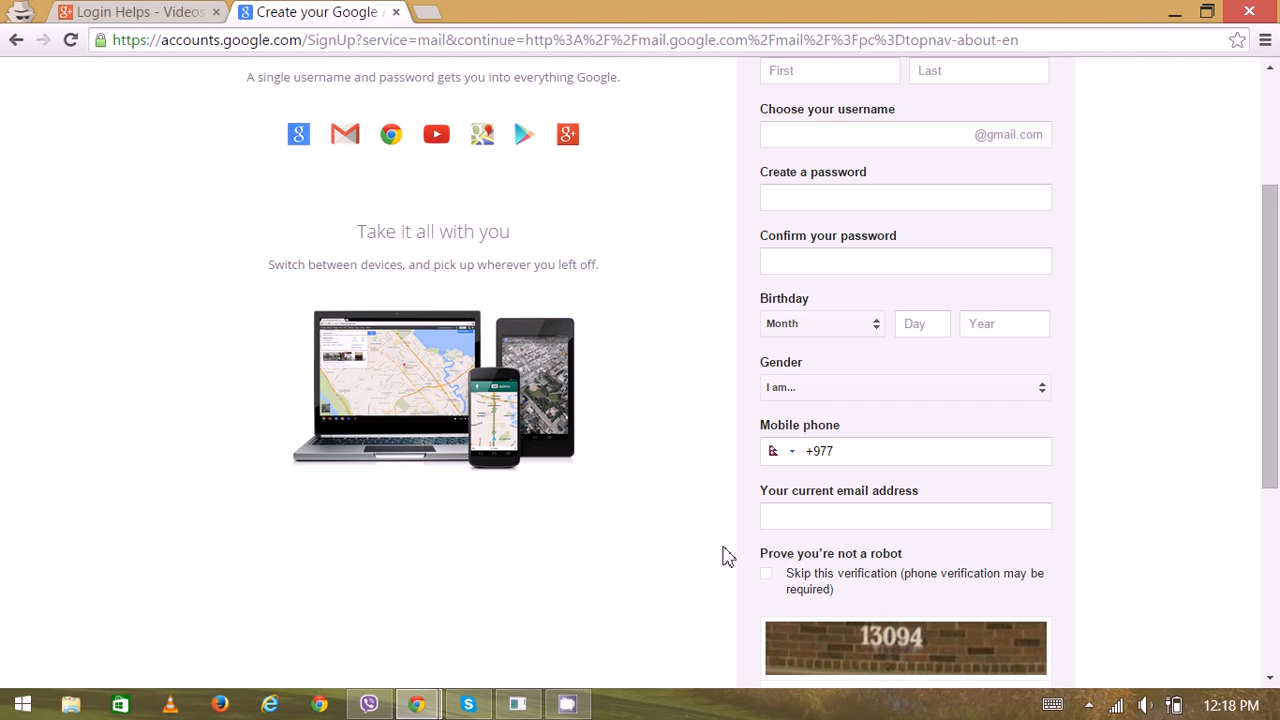 Login Helps - Videos
Create your Google A
https://accounts.google.com/SignUp?service=mail&continue=http%3A%2F%2Fmail.google.com%2Fmail%2F%3Fpc%3Dtopnav-about-en
A single username and password gets you into everything Google.
Take it all with you
Switch between devices, and pick up wherever you left off.
First Last
Choose your username
@gmail.com
Create a password
Confirm your password
Birthday
Month Day Year
Gender
I am...
Mobile phone
+977
Your current email address
Prove you're not a robot
Skip this verification (phone verification may be
required)
13094
12:18 PM